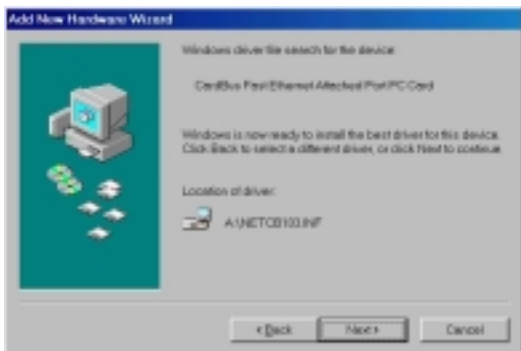 Add New Hardware Wizard
Windows driver file search for the device:
CardBus Fast Ethernet Attached Port PC Card
Windows is now ready to install the best driver for this device.
Click Back to select a different driver, or click Next to continue.
Location of driver:
A:\NETCB103.INF
< Back
Next >
Cancel